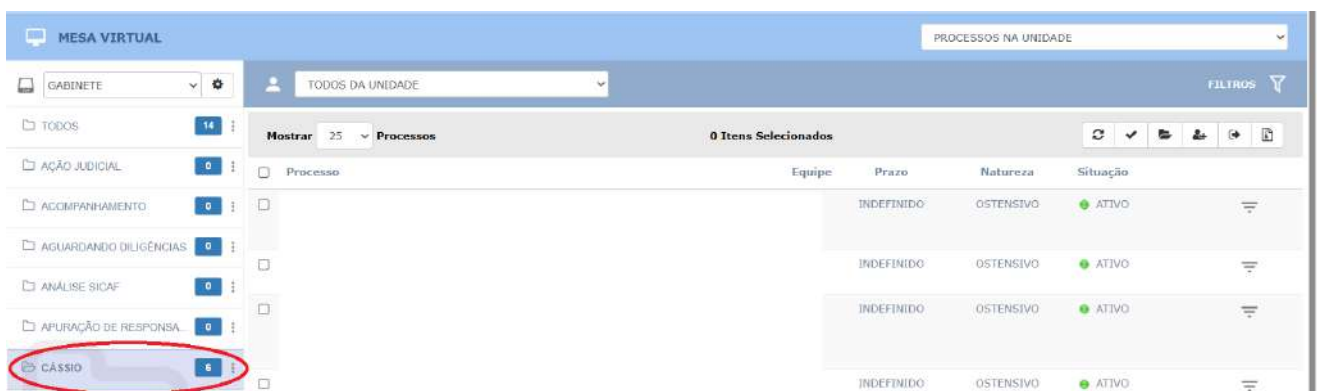 MESA VIRTUAL
PROCESSOS NA UNIDADE
GABINETE
TODOS DA UNIDADE
FILTROS
TODOS 14
Mostrar 25 Processos 0 Itens Selecionados
AÇÃO JUDICIAL 0
Processo Equipe Prazo Natureza Situação
ACOMPANHAMENTO 0
INDEFINIDO OSTENSIVO ATIVO
AGUARDANDO DILIGÊNCIAS 0
INDEFINIDO OSTENSIVO ATIVO
ANÁLISE SICAF 0
INDEFINIDO OSTENSIVO ATIVO
APURAÇÃO DE RESPONSA... 0
CÁSSIO 6
INDEFINIDO OSTENSIVO ATIVO